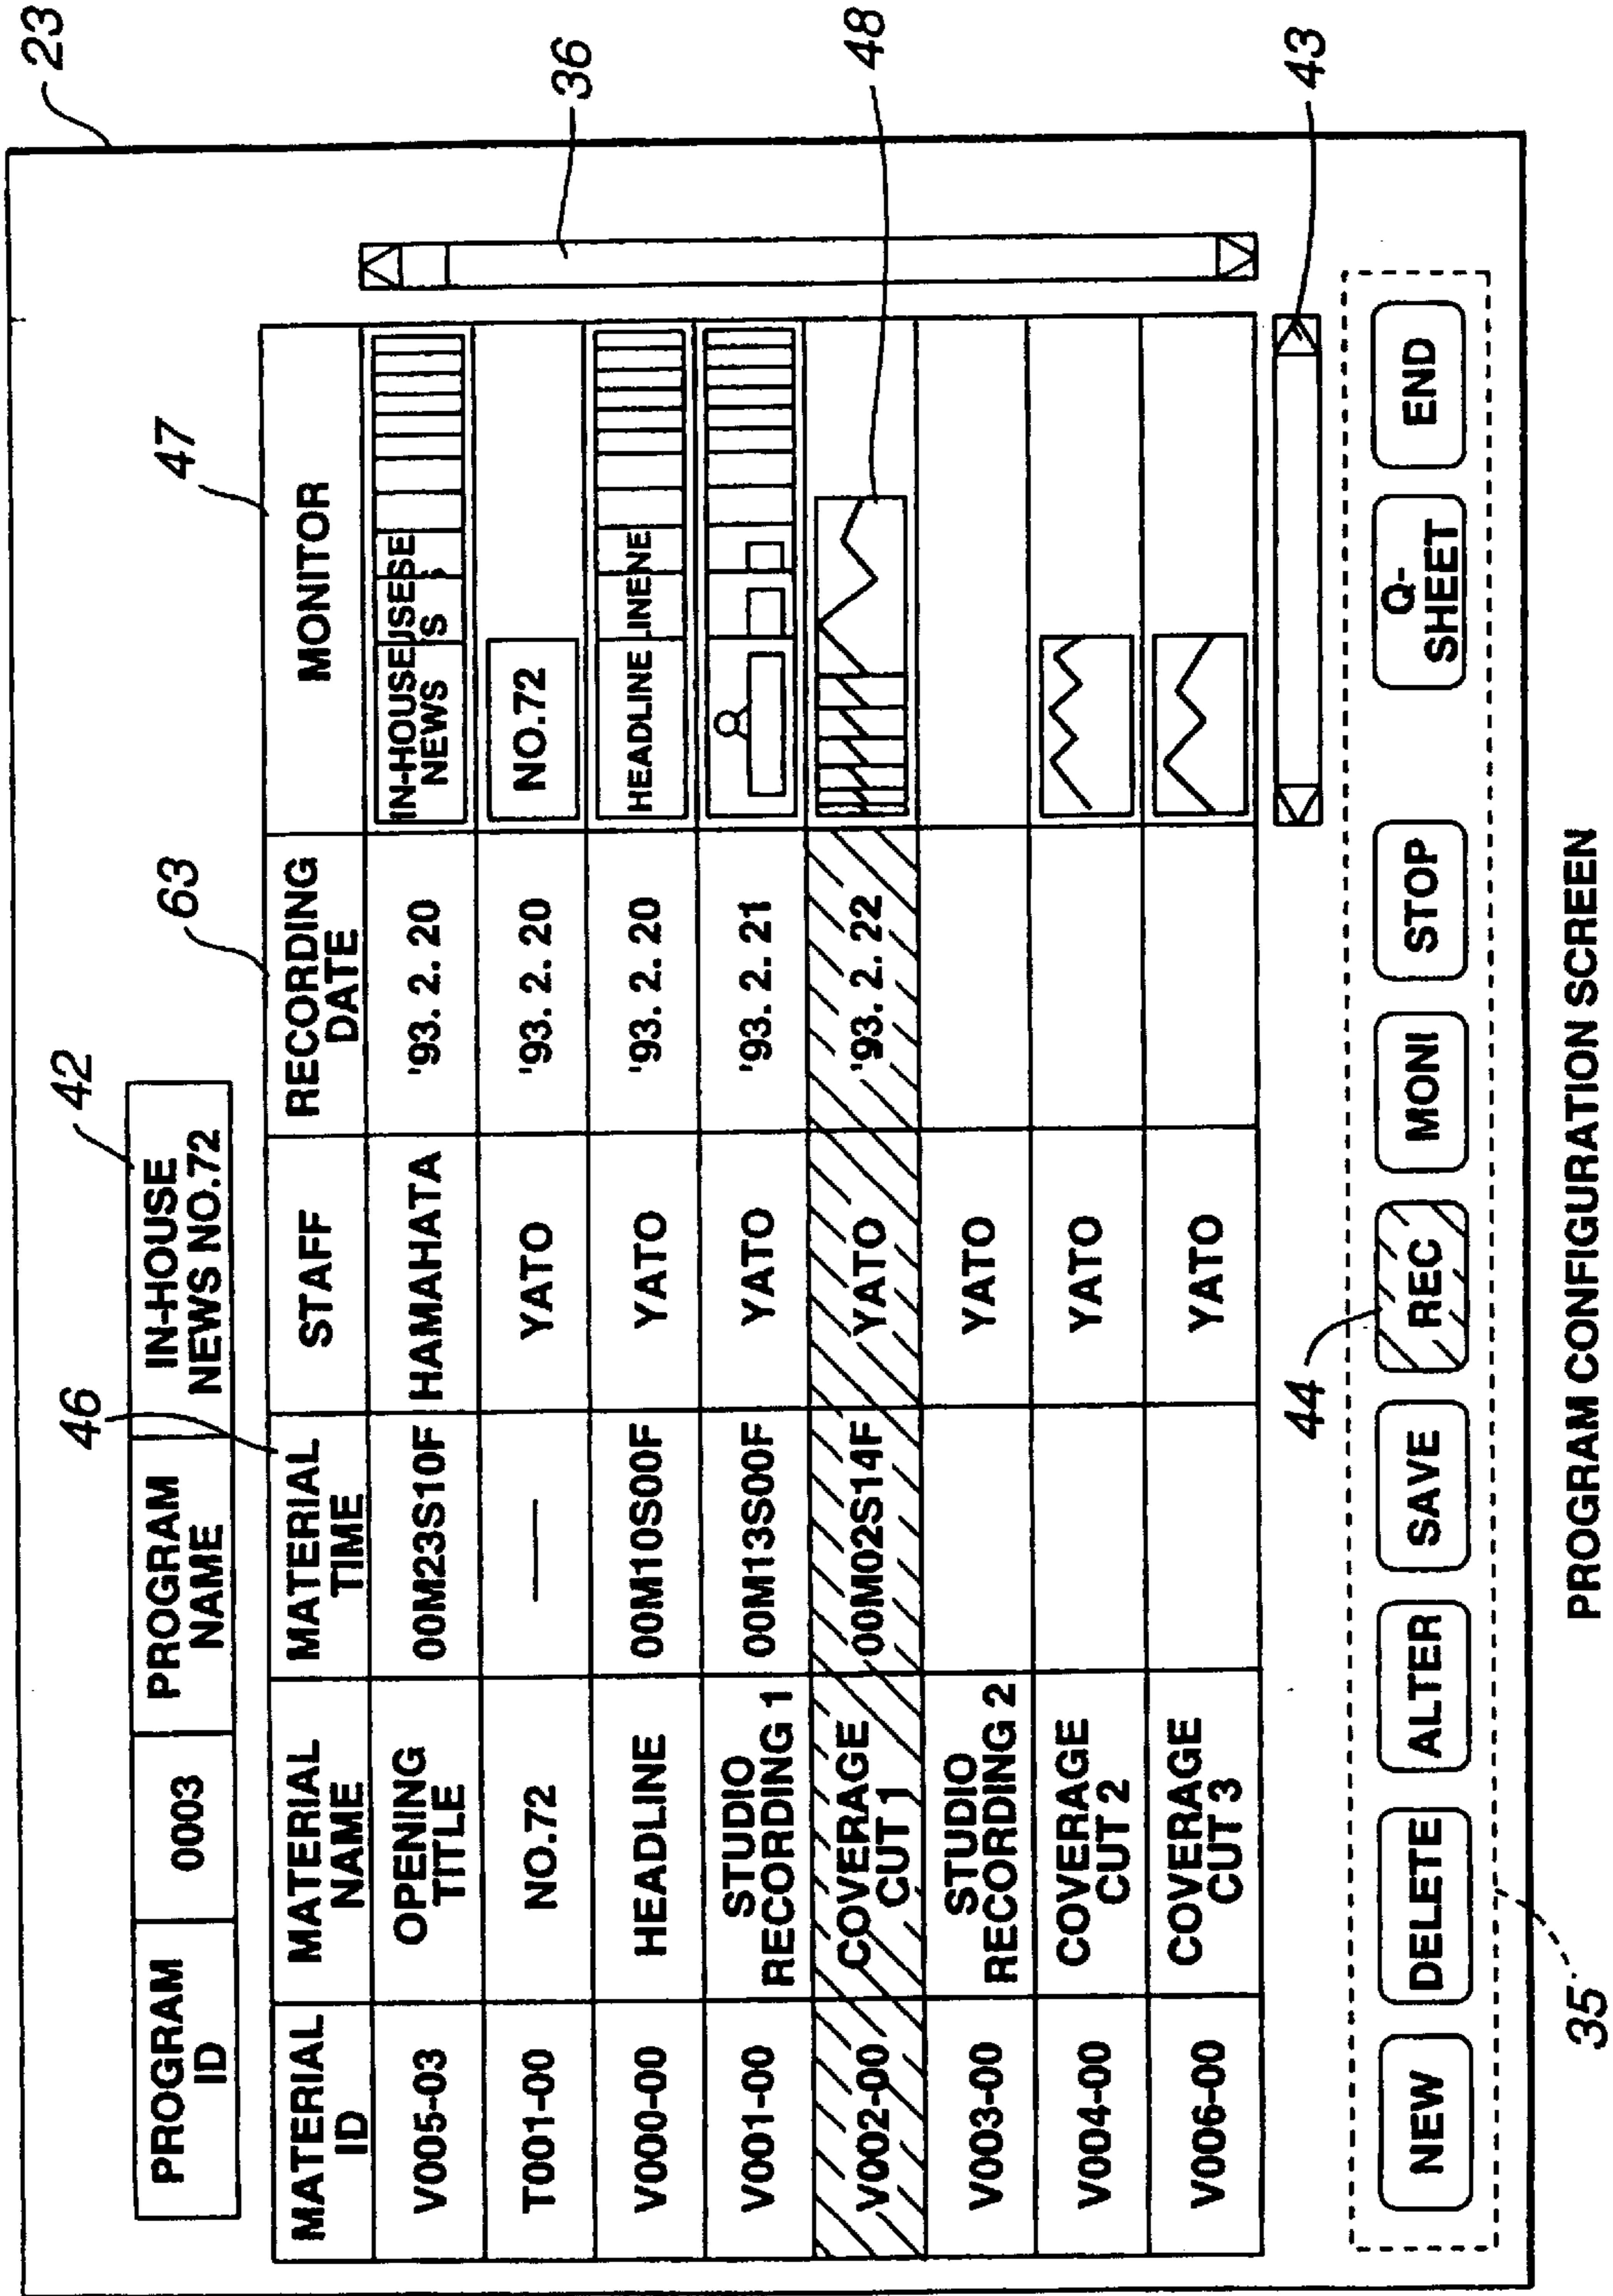 23
42
PROGRAM
ID
0003
PROGRAM
NAME
IN-HOUSE
NEWS NO.72
46
63
47
MATERIAL
ID
MATERIAL
NAME
MATERIAL
TIME
STAFF
RECORDING
DATE
MONITOR
V005-03
OPENING
TITLE
00M23S10F
HAMAHATA
'93. 2. 20
IN-HOUSE USE SE
NEWS S
36
T001-00
NO.72
—
YATO
'93. 2. 20
NO.72
V000-00
HEADLINE
00M10S00F
YATO
'93. 2. 20
HEADLINE LINE NE
V001-00
STUDIO
RECORDING 1
00M13S00F
YATO
'93. 2. 21
V002-00
COVERAGE
CUT 1
00M02S14F
YATO
'93. 2. 22
48
V003-00
STUDIO
RECORDING 2
YATO
V004-00
COVERAGE
CUT 2
YATO
V006-00
COVERAGE
CUT 3
YATO
43
44
NEW
DELETE
ALTER
SAVE
REC
MONI
STOP
Q-
SHEET
END
35
PROGRAM CONFIGURATION SCREEN